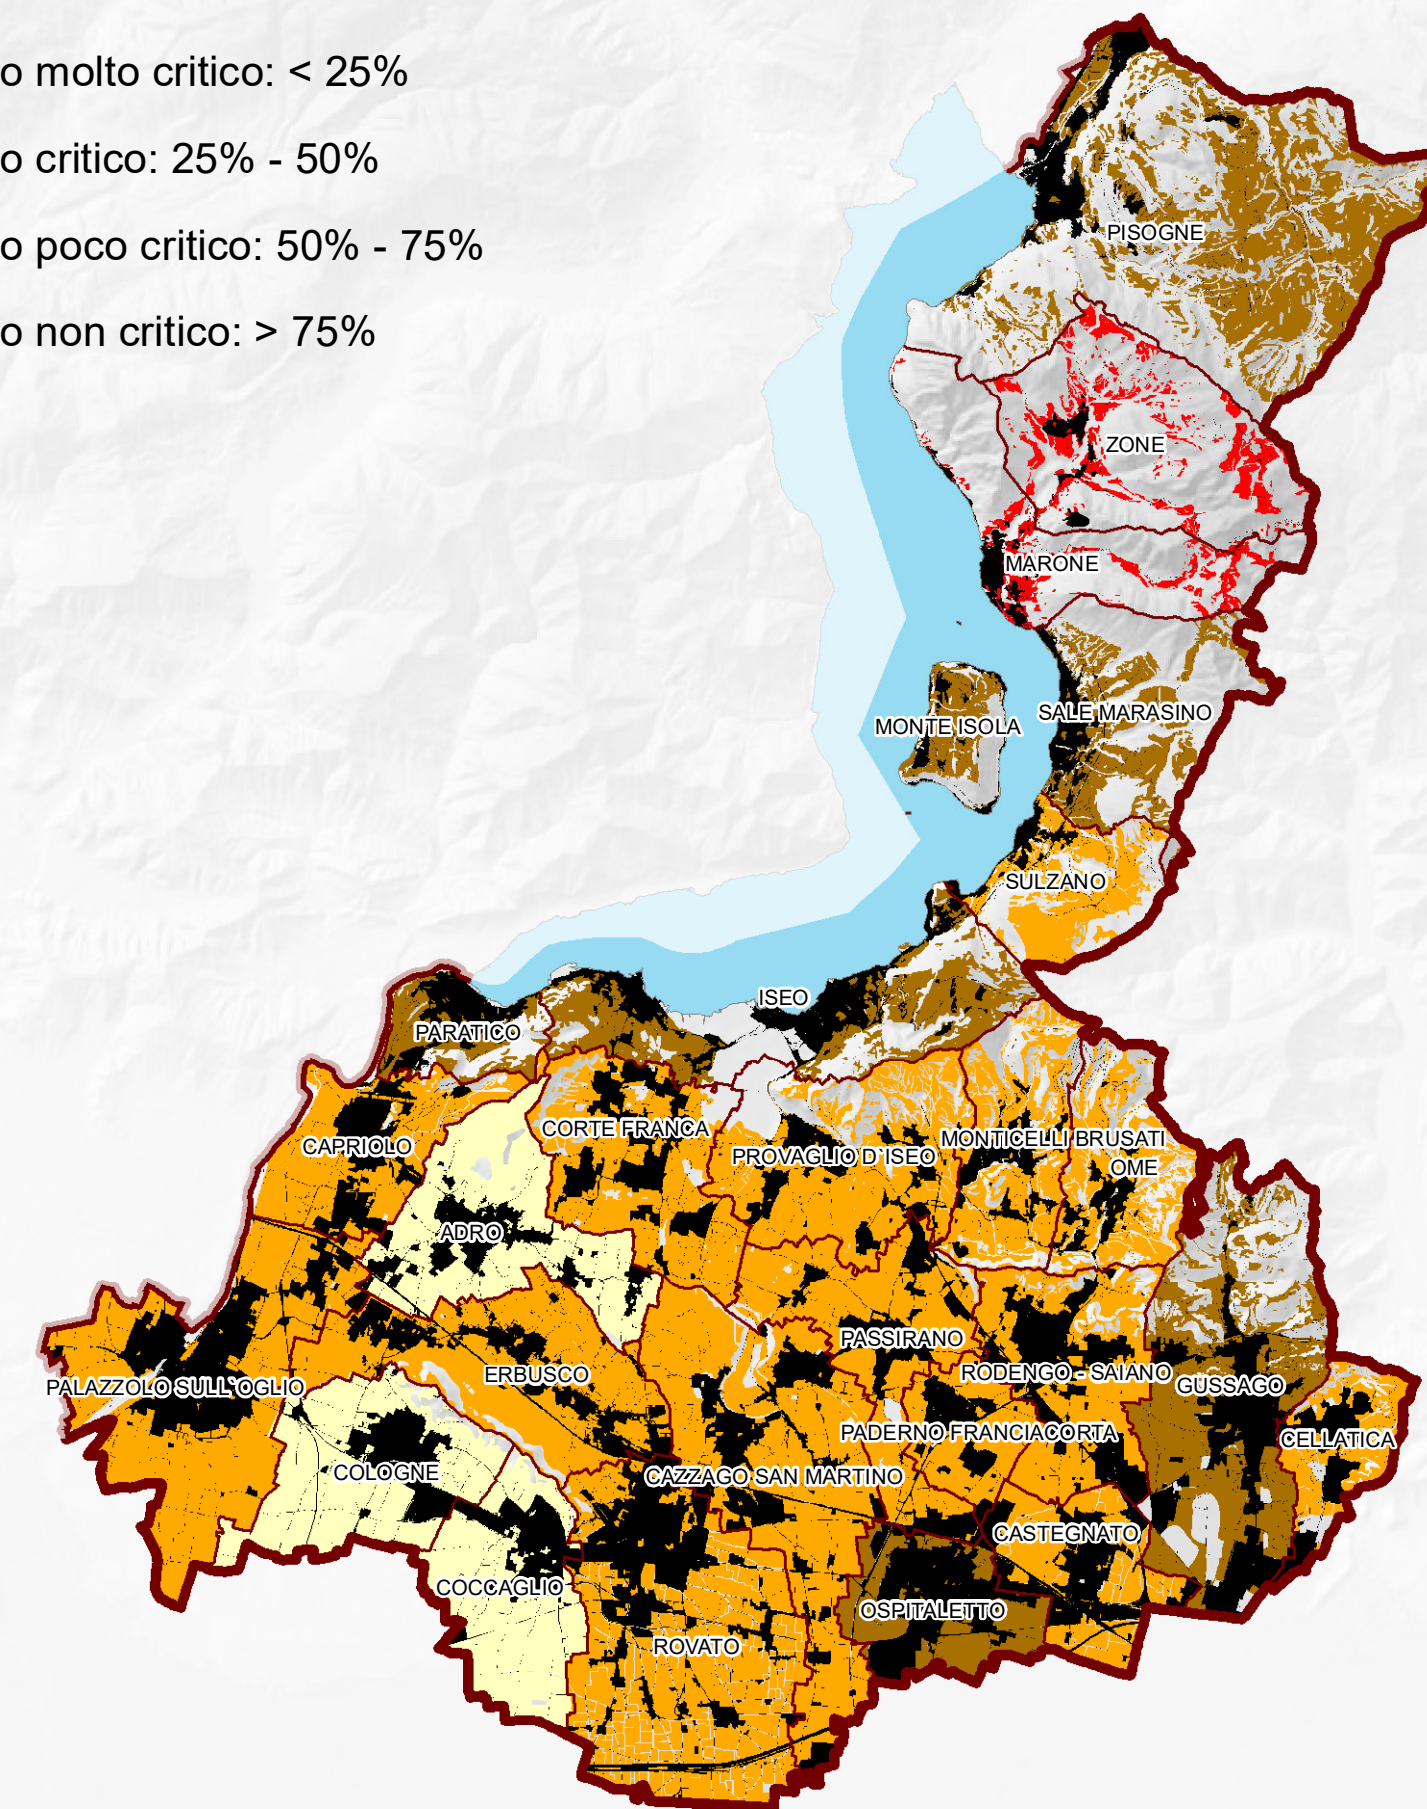 o molto critico: < 25%
o critico: 25% - 50%
o poco critico: 50% - 75%
o non critico: > 75%
PISOGNE
ZONE
MARONE
SALE MARASINO
MONTE ISOLA
SULZANO
ISEO
PARATICO
CORTE FRANCA
CAPRIOLO
PROVAGLIO D`ISEO
MONTICELLI BRUSATI
OME
ADRO
PASSIRANO
ERBUSCO
RODENGO - SAIANO
PALAZZOLO SULL`OGLIO
GUSSAGO
PADERNO FRANCIACORTA
CELLATICA
COLOGNE
CAZZAGO SAN MARTINO
CASTEGNATO
COCCAGLIO
OSPITALETTO
ROVATO